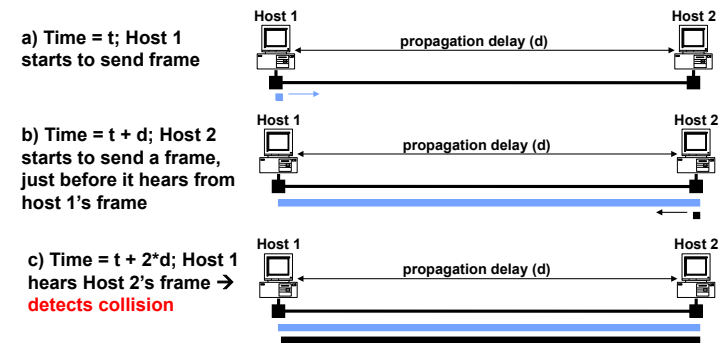 Host 1
Host 2
a) Time = t; Host 1
starts to send frame
propagation delay (d)
Host 1
Host 2
b) Time = t + d; Host 2
starts to send a frame,
just before it hears from
host 1's frame
propagation delay (d)
Host 1
Host 2
c) Time = t + 2*d; Host 1
hears Host 2's frame →
detects collision
propagation delay (d)